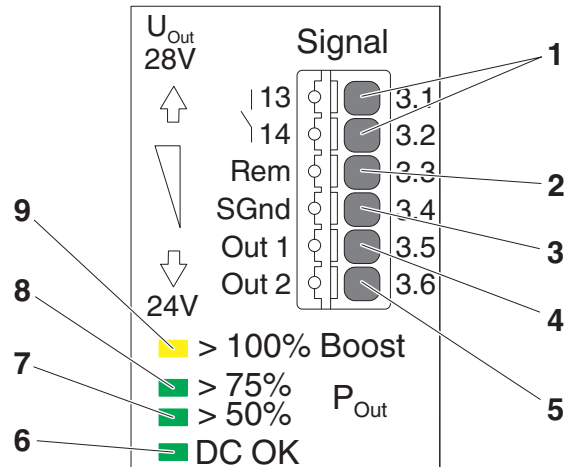 U_Out
28V
Signal
1
13 3.1
14 3.2
Rem 3.3
2
SGnd 3.4
9
3
Out 1 3.5
8
Out 2 3.6
24V
4
> 100% Boost
7
> 75%
P_Out
5
> 50%
6
DC OK